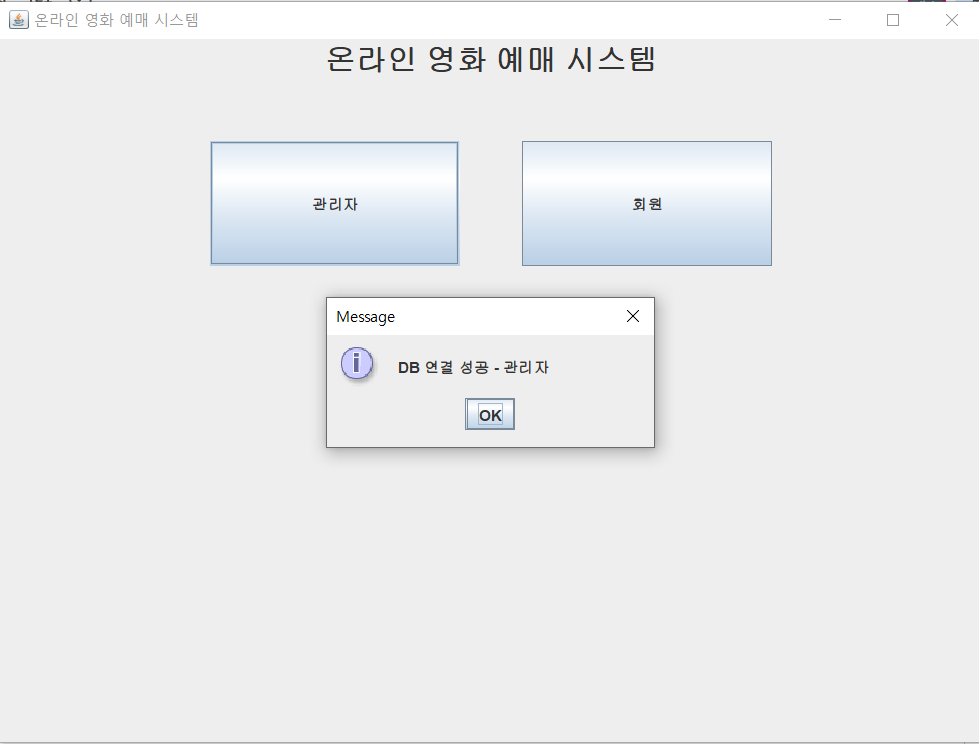 온라인 영화 예매 시스템
온라인 영화 예매 시스템
관리자
회원
Message
i
DB 연결 성공 - 관리자
OK